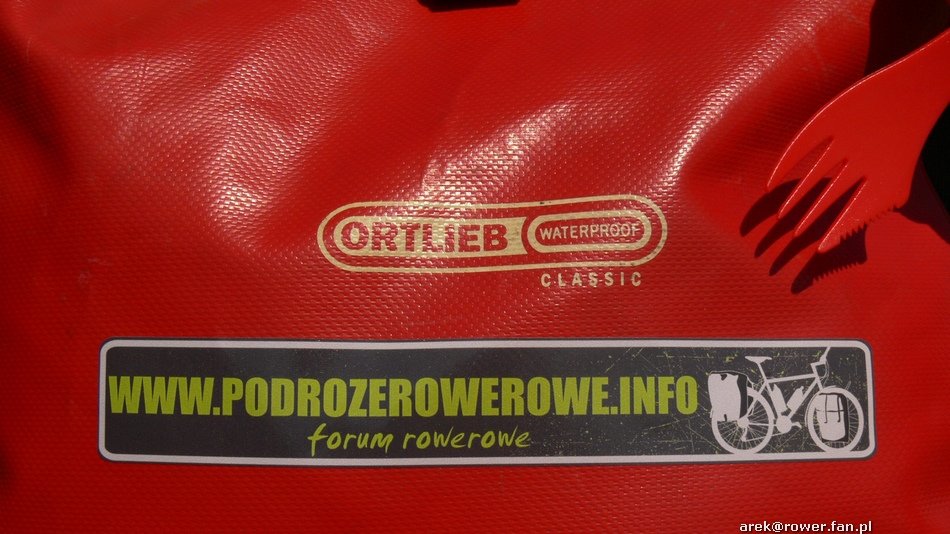 ORTLIEB WATERPROOF
CLASSIC
WWW.PODROZEROWEROWE.INFO
forum rowerowe
arek@rower.fan.pl